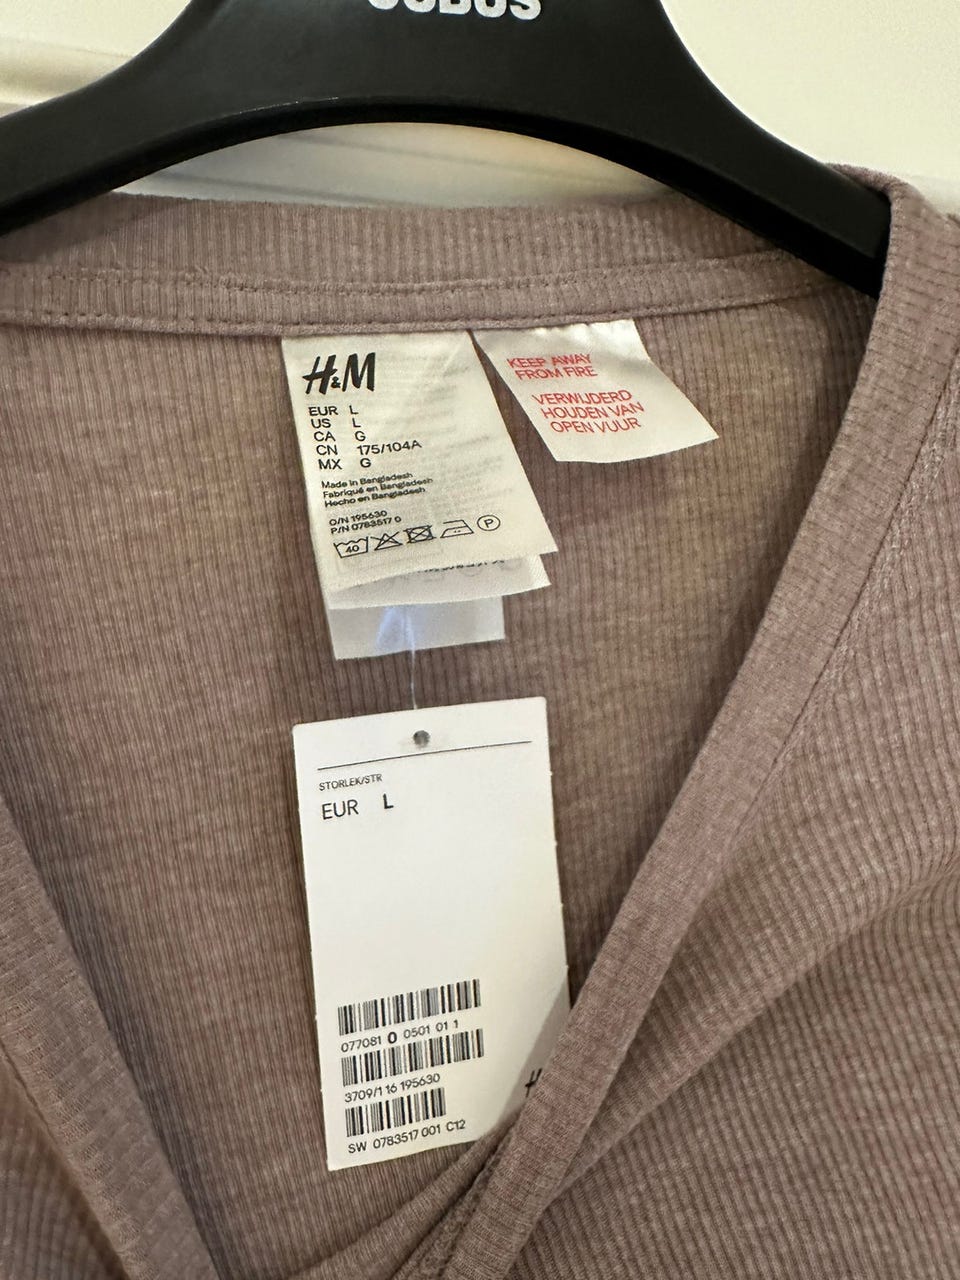 CUBUS
H&M
EUR L
US L
CA G
CN 175/104A
MX G
Made in Bangladesh
Fabriqué en Bangladesh
Hecho en Bangladesh
O/N 195630
P/N 0783517 0
40
P
KEEP AWAY
FROM FIRE
VERWIJDERD
HOUDEN VAN
OPEN VUUR
STORLEK/STR
EUR L
077081 0 0501 01 1
3709/1 16 195630
SW 0783517 001 C12
H